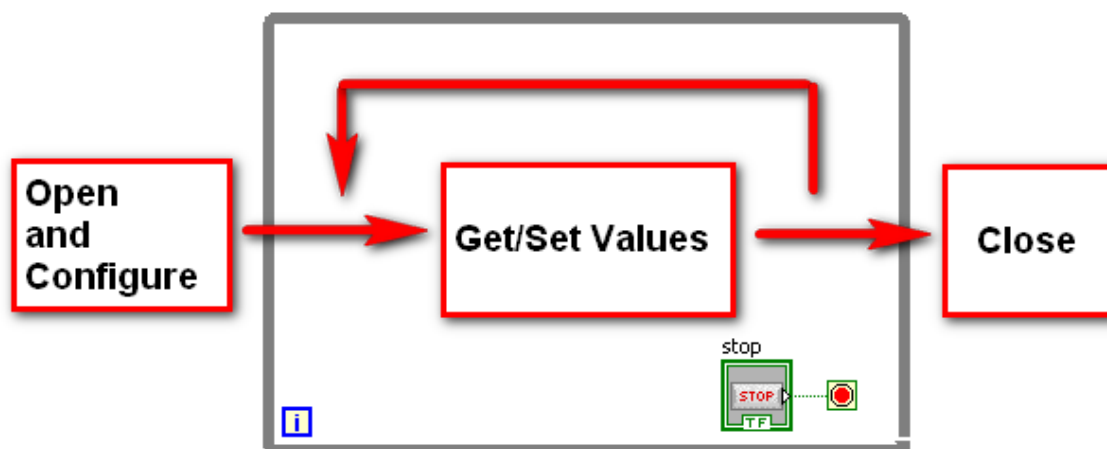 Open
and
Configure
Get/Set Values
Close
stop
STOP
TF
i